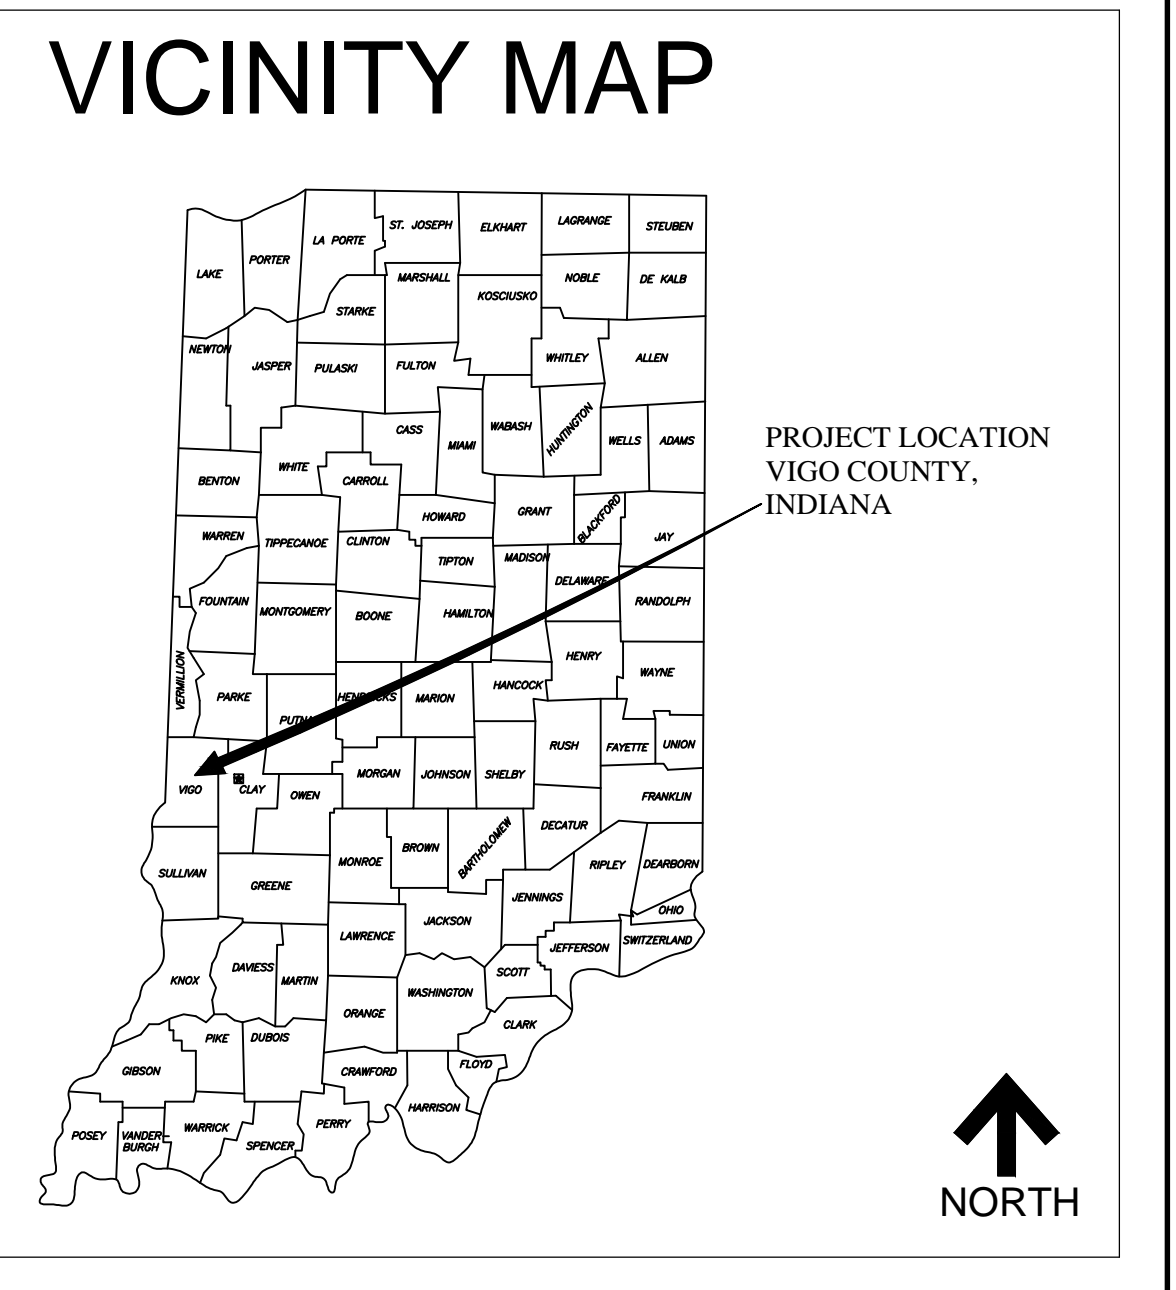 VICINITY MAP
ST. JOSEPH
ELKHART
LAGRANGE
STEUBEN
LA PORTE
PORTER
LAKE
MARSHALL
NOBLE
DE KALB
KOSCIUSKO
STARKE
NEWTON
JASPER
PULASKI
FULTON
WHITLEY
ALLEN
CASS
MIAMI
WABASH
HUNTINGTON
WELLS
ADAMS
PROJECT LOCATION
VIGO COUNTY,
INDIANA
BENTON
WHITE
CARROLL
HOWARD
GRANT
BLACKFORD
JAY
WARREN
TIPPECANOE
CLINTON
TIPTON
MADISON
DELAWARE
RANDOLPH
FOUNTAIN
MONTGOMERY
BOONE
HAMILTON
HENRY
WAYNE
VERMILLION
PARKE
PUTNA
HENDRICKS
MARION
HANCOCK
RUSH
FAYETTE
UNION
VIGO
CLAY
OWEN
MORGAN
JOHNSON
SHELBY
FRANKLIN
DECATUR
SULLIVAN
GREENE
MONROE
BROWN
BARTHOLOMEW
RIPLEY
DEARBORN
JENNINGS
OHIO
JACKSON
LAWRENCE
JEFFERSON
SWITZERLAND
KNOX
DAVIESS
MARTIN
SCOTT
WASHINGTON
ORANGE
CLARK
PIKE
DUBOIS
GIBSON
CRAWFORD
FLOYD
HARRISON
POSEY
VANDER-
BURGH
WARRICK
SPENCER
PERRY
NORTH